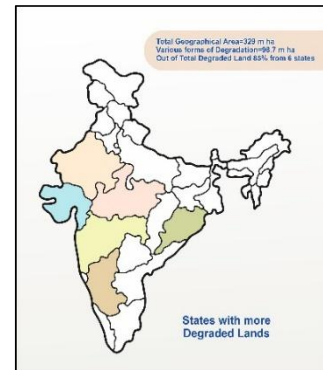 Total Geographical Area=329 m ha
Various forms of Degradation=98.7 m ha
Out of Total Degraded Land 65% from 6 states
States with more
Degraded Lands